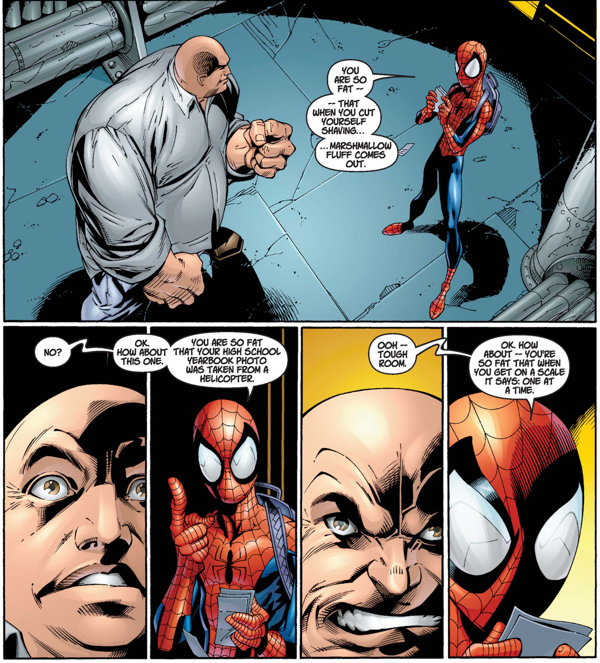 YOU
ARE SO
FAT --
-- THAT
WHEN YOU CUT
YOURSELF
SHAVING...
...MARSHMALLOW
FLUFF COMES
OUT.
NO?
OK.
HOW ABOUT
THIS ONE.
YOU ARE SO FAT
THAT YOUR HIGH SCHOOL
YEARBOOK PHOTO
WAS TAKEN FROM A
HELICOPTER.
OOH --
TOUGH
ROOM.
OK. HOW
ABOUT -- YOU'RE
SO FAT THAT WHEN
YOU GET ON A SCALE
IT SAYS: ONE AT
A TIME.